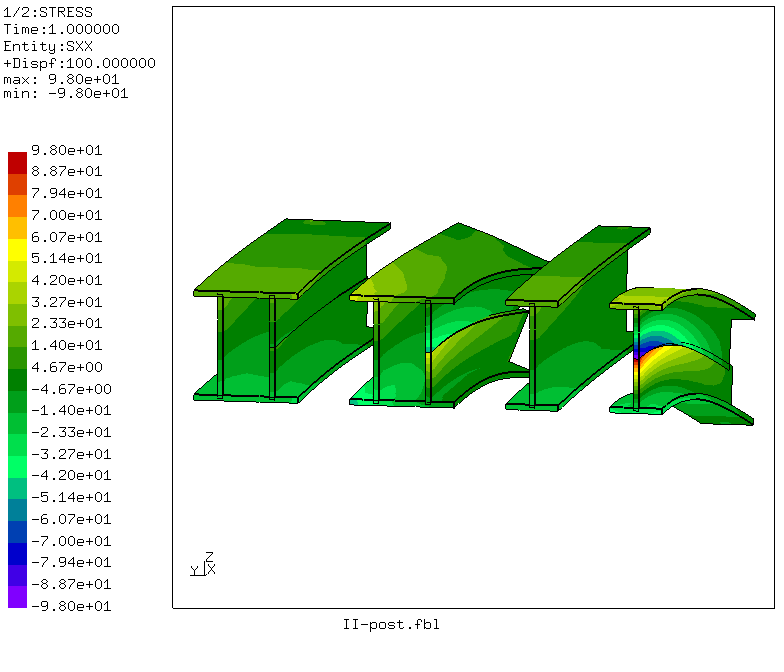 1/2:STRESS
Time:1.000000
Entity:SXX
+Dispf:100.000000
max: 9.80e+01
min: -9.80e+01
9.80e+01
8.87e+01
7.94e+01
7.00e+01
6.07e+01
5.14e+01
4.20e+01
3.27e+01
2.33e+01
1.40e+01
4.67e+00
-4.67e+00
-1.40e+01
-2.33e+01
-3.27e+01
-4.20e+01
-5.14e+01
-6.07e+01
-7.00e+01
-7.94e+01
-8.87e+01
-9.80e+01
Z
Y X
II-post.fbl